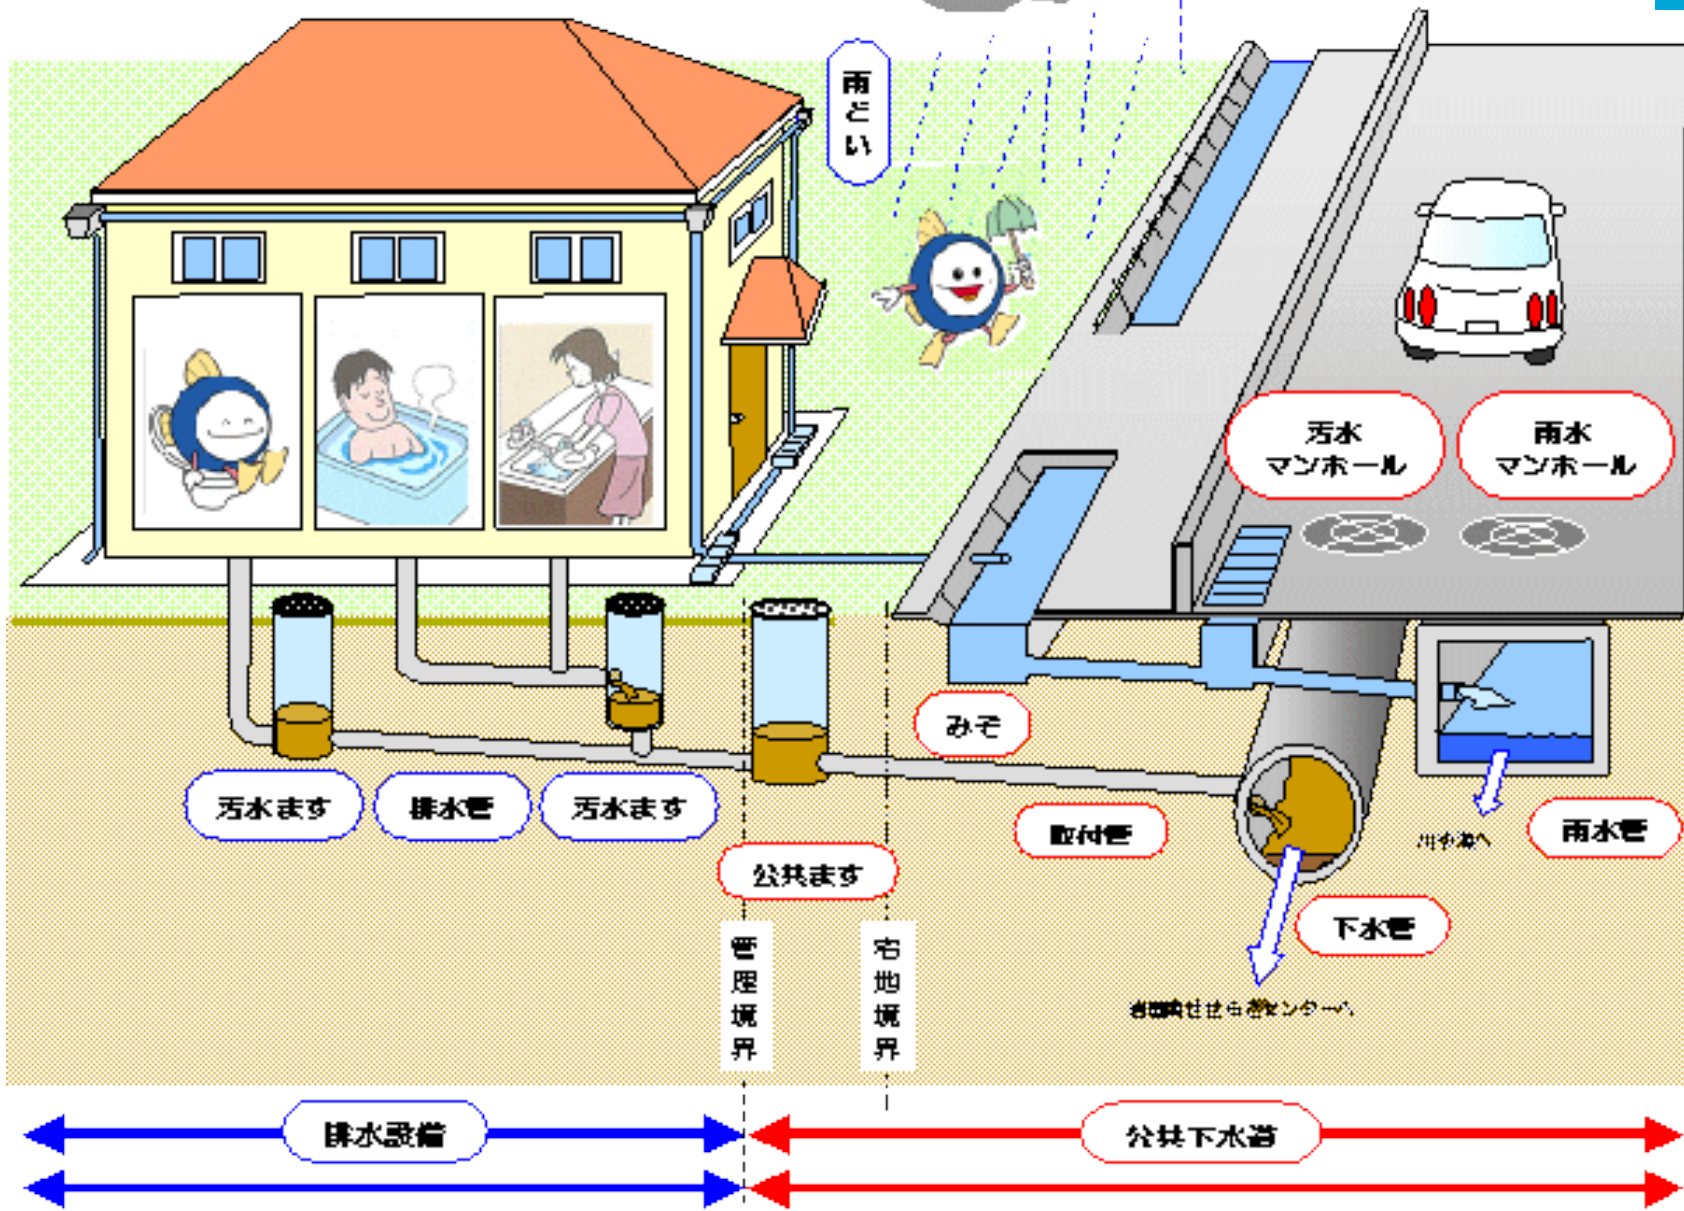 雨どい
汚水
マンホール
雨水
マンホール
みぞ
汚水ます
排水管
汚水ます
取付管
雨水管
公共ます
下水管
管理境界
宅地境界
排水設備
公共下水道